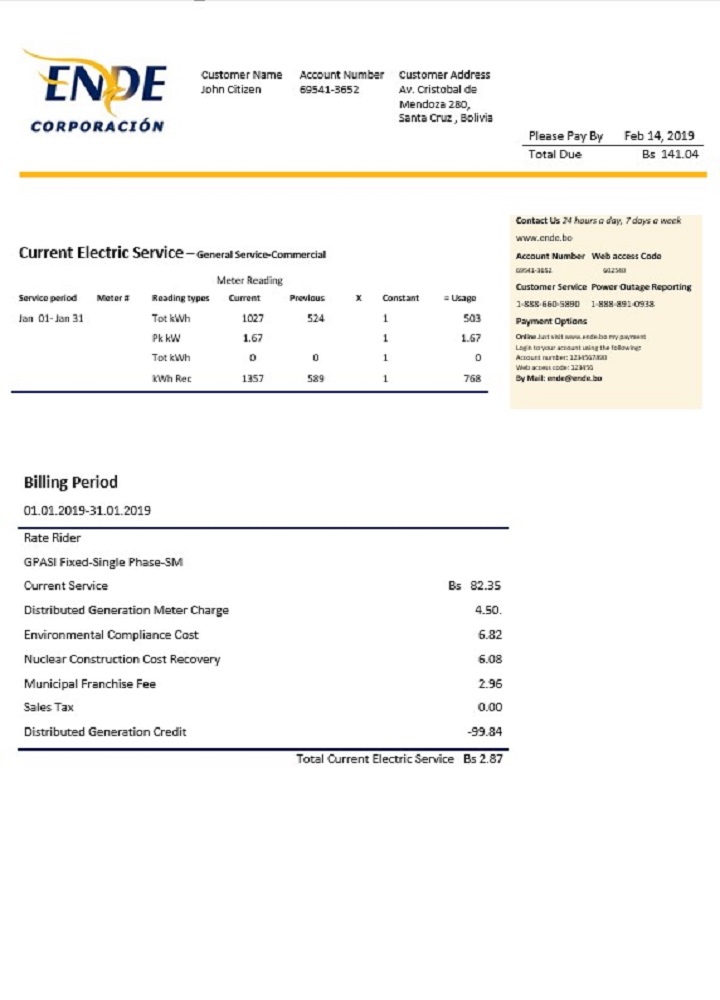 ENDE
CORPORACIÓN
Customer Name Account Number Customer Address
John Citizen 69541-3652 Av. Cristobal de
Mendoza 280,
Santa Cruz , Bolivia
Please Pay By Feb 14, 2019
Total Due Bs 141.04
Contact Us 24 hours a day, 7 days a week
www.ende.bo
Account Number Web access Code
69541-3652
Customer Service Power Outage Reporting
1-888-660-5890 1-888-891-0938
Payment Options
Online Just visit www.ende.bo my payment
Login to your account using the following:
Account number: 1234567890
Web access code: 123456
By Mail: ende@ende.bo
Current Electric Service – General Service-Commercial
Meter Reading
Service period Meter # Reading types Current Previous X Constant = Usage
Jan 01- Jan 31 Tot kWh 1027 524 1 503
Pk kW 1.67 1 1.67
Tot kWh 0 0 1 0
kWh Rec 1357 589 1 768
Billing Period
01.01.2019-31.01.2019
Rate Rider
GPASI Fixed-Single Phase-SM
Current Service Bs 82.35
Distributed Generation Meter Charge 4.50.
Environmental Compliance Cost 6.82
Nuclear Construction Cost Recovery 6.08
Municipal Franchise Fee 2.96
Sales Tax 0.00
Distributed Generation Credit -99.84
Total Current Electric Service Bs 2.87